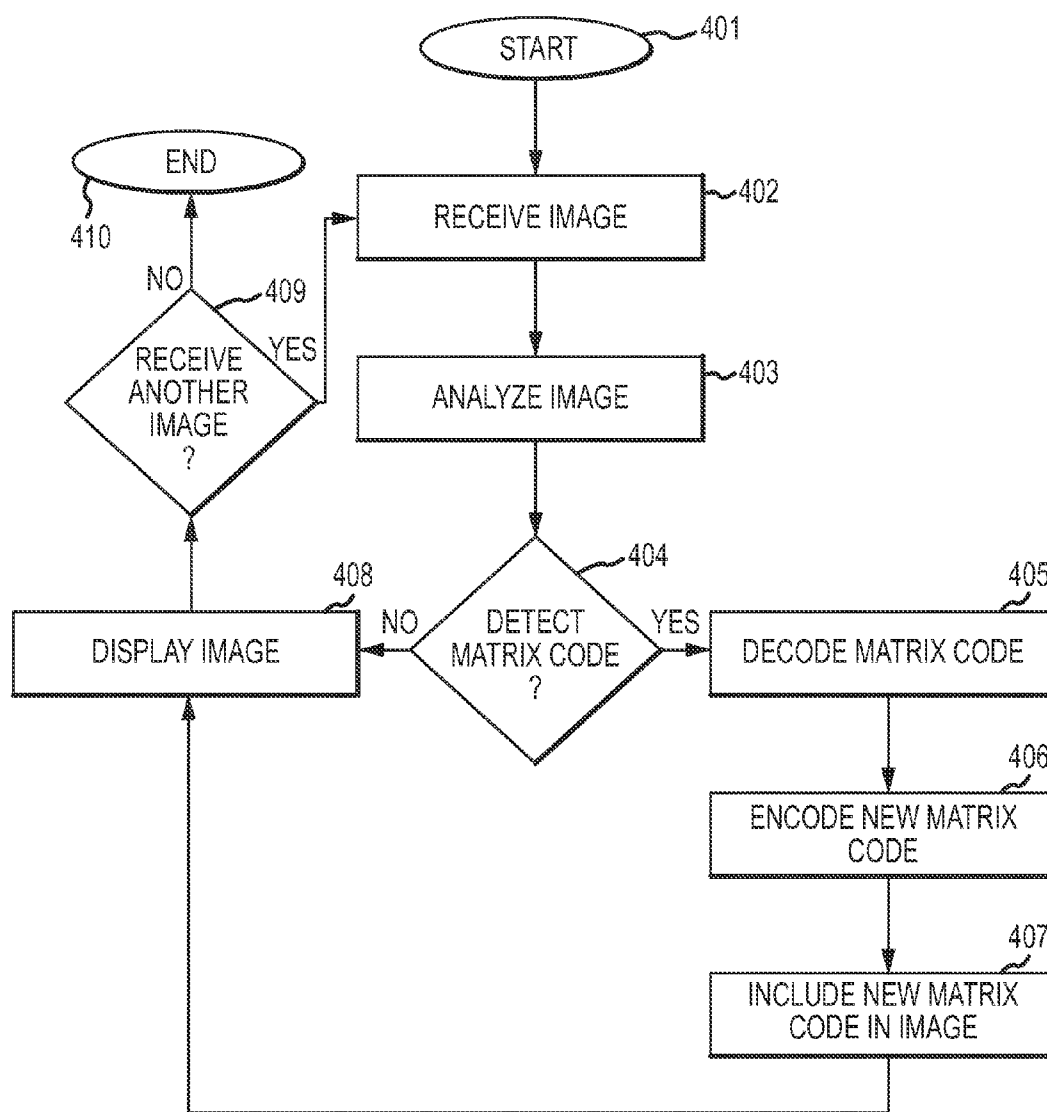 START
401
END
410
RECEIVE IMAGE
402
NO
409
YES
RECEIVE
ANOTHER
IMAGE
?
ANALYZE IMAGE
403
404
408
405
NO
DETECT
MATRIX CODE
?
YES
DISPLAY IMAGE
DECODE MATRIX CODE
406
ENCODE NEW MATRIX
CODE
407
INCLUDE NEW MATRIX
CODE IN IMAGE